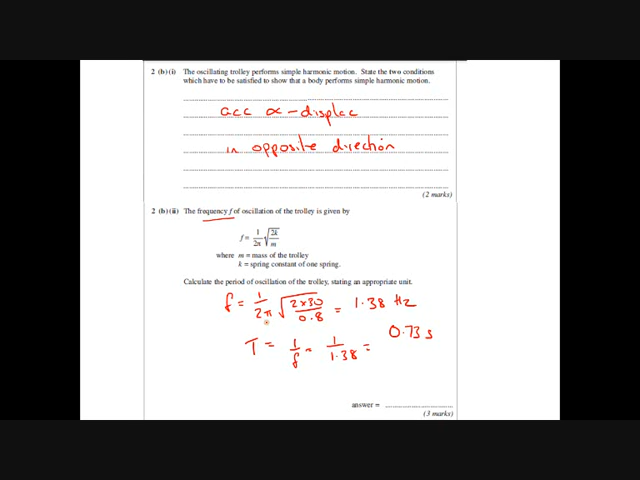 2 (b) (i) The oscillating trolley performs simple harmonic motion. State the two conditions
which have to be satisfied to show that a body performs simple harmonic motion.
acc ∝ - displac
in opposite direction
(2 marks)
2 (b) (ii) The frequency f of oscillation of the trolley is given by
f = 1/2π √(2k/m)
where m = mass of the trolley
k = spring constant of one spring.
Calculate the period of oscillation of the trolley, stating an appropriate unit.
f = 1/2π √(2×30/0.8) = 1.38 Hz
T = 1/f = 1/1.38 = 0.73 s
answer = ..............................
(3 marks)